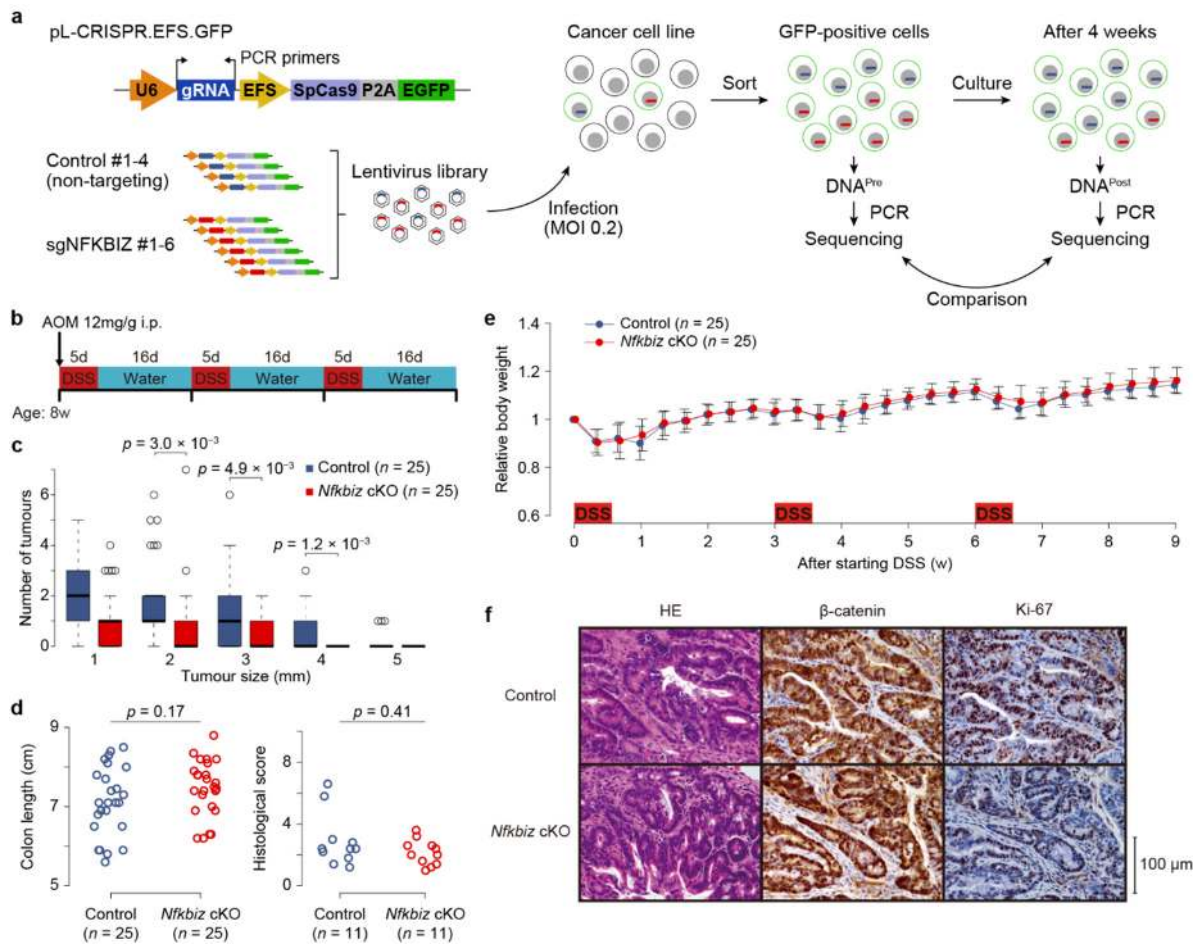 a
pL-CRISPR.EFS.GFP
PCR primers
U6 gRNA EFS SpCas9 P2A EGFP
Control #1-4
(non-targeting)
sgNFKBIZ #1-6
Lentivirus library
Infection
(MOI 0.2)
Cancer cell line
Sort
GFP-positive cells
Culture
After 4 weeks
DNAPre
PCR
Sequencing
DNAPost
PCR
Sequencing
Comparison
b
AOM 12mg/g i.p.
5d 16d 5d 16d 5d 16d
DSS Water DSS Water DSS Water
Age: 8w
c
p = 3.0 × 10–3
p = 4.9 × 10–3
p = 1.2 × 10–3
Control (n = 25)
Nfkbiz cKO (n = 25)
Number of tumours
6
4
2
0
1 2 3 4 5
Tumour size (mm)
d
p = 0.17
Colon length (cm)
9
7
5
Control
(n = 25)
Nfkbiz cKO
(n = 25)
p = 0.41
Histological score
8
4
0
Control
(n = 11)
Nfkbiz cKO
(n = 11)
e
Control (n = 25)
Nfkbiz cKO (n = 25)
Relative body weight
1.4
1.2
1
0.8
0.6
DSS DSS DSS
0 1 2 3 4 5 6 7 8 9
After starting DSS (w)
f
HE β-catenin Ki-67
Control
Nfkbiz cKO
100 μm